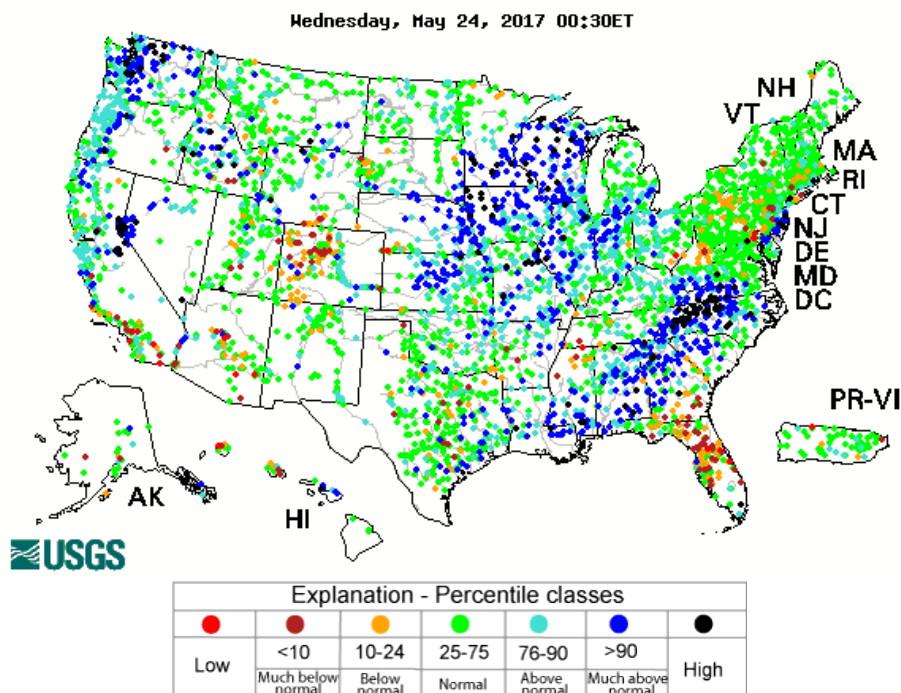 Wednesday, May 24, 2017 00:30ET
NH
VT
MA
RI
CT
NJ
DE
MD
DC
PR-VI
AK
HI
USGS
Explanation - Percentile classes
Low
<10
10-24
25-75
76-90
>90
High
Much below normal
Below normal
Normal
Above normal
Much above normal